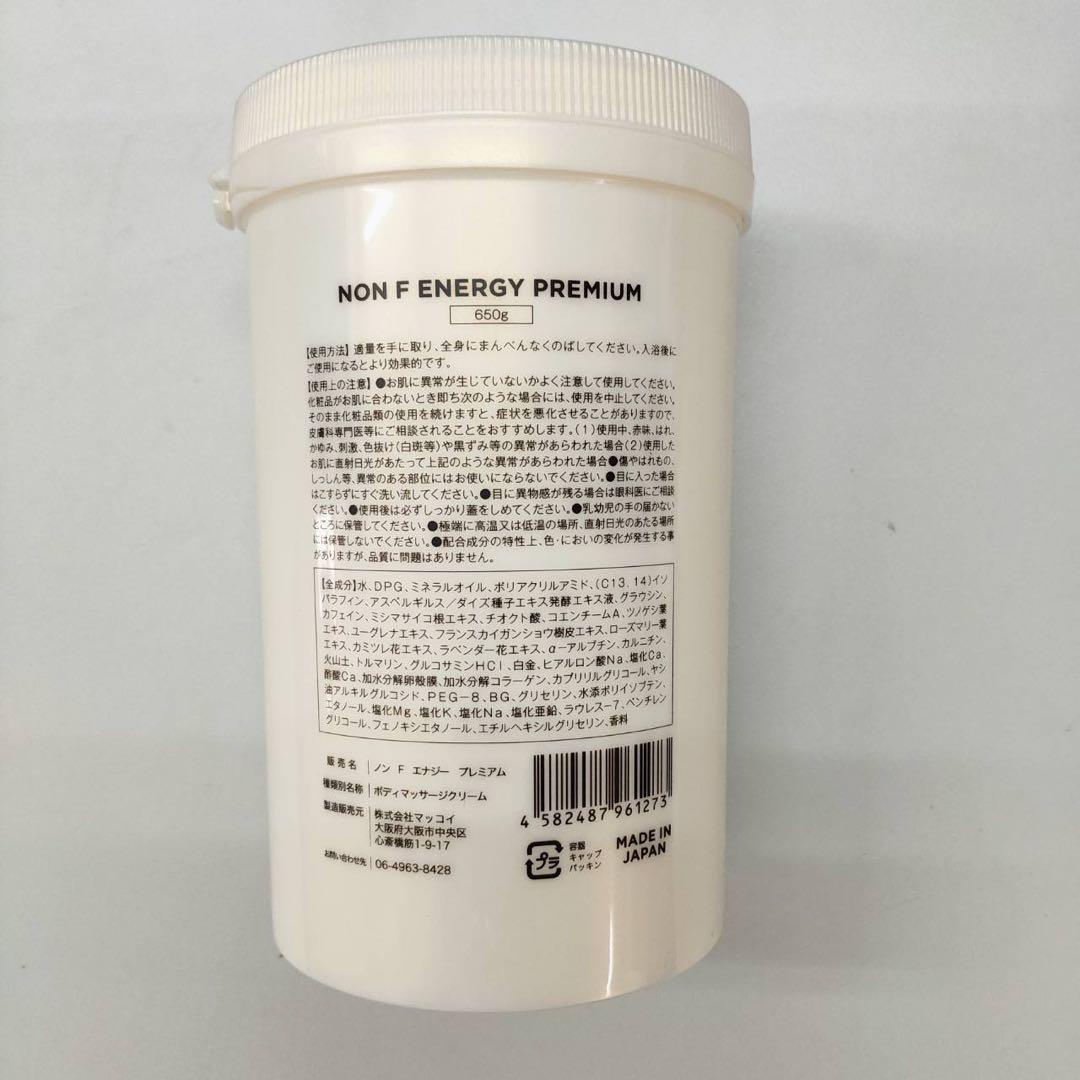 NON F ENERGY PREMIUM
650g
【使用方法】適量を手に取り、全身にまんべんなくのばしてください。入浴後に
ご使用になるとより効果的です。
【使用上の注意】●お肌に異常が生じていないかよく注意して使用してください。
化粧品がお肌に合わないとき即ち次のような場合には、使用を中止してください。
そのまま化粧品類の使用を続けますと、症状を悪化させることがありますので、
皮膚科専門医等にご相談されることをおすすめします。(1)使用中、赤味、はれ、
かゆみ、刺激、色抜け(白斑等)や黒ずみ等の異常があらわれた場合(2)使用した
お肌に直射日光があたって上記のような異常があらわれた場合●傷やはれもの、
しっしん等、異常のある部位にはお使いにならないでください。●目に入った場合
はこすらずにすぐ洗い流してください。●目に異物感が残る場合は眼科医にご相談
ください。●使用後は必ずしっかり蓋をしめてください。●乳幼児の手の届かない
ところに保管してください。●極端に高温又は低温の場所、直射日光のあたる場所
には保管しないでください。●配合成分の特性上、色・においの変化が発生する事
がありますが、品質に問題はありません。
【全成分】水、DPG、ミネラルオイル、ポリアクリルアミド、(C13,14)イソ
パラフィン、アスペルギルス／ダイズ種子エキス発酵エキス液、グラウシン、
カフェイン、ミシマサイコ根エキス、チオクト酸、コエンチームA、ツノゲシ葉
エキス、ユーグレナエキス、フランスカイガンショウ樹皮エキス、ローズマリー葉
エキス、カミツレ花エキス、ラベンダー花エキス、α－アルブチン、カルニチン、
火山土、トルマリン、グルコサミンHCl、白金、ヒアルロン酸Na、塩化Ca、
酢酸Ca、加水分解卵殻膜、加水分解コラーゲン、カプリリルグリコール、ヤシ
油アルキルグルコシド、PEG－8、BG、グリセリン、水添ポリイソブテン、
エタノール、塩化Mg、塩化K、塩化Na、塩化亜鉛、ラウレス－7、ペンチレン
グリコール、フェノキシエタノール、エチルヘキシルグリセリン、香料
販売名 ノン F エナジー プレミアム
種類別名称 ボディマッサージクリーム
製造販売元 株式会社マッコイ
大阪府大阪市中央区
心斎橋筋1-9-17
お問い合わせ先 06-4963-8428
4 582487 961273
プラ
容器
キャップ
パッキン
MADE IN
JAPAN